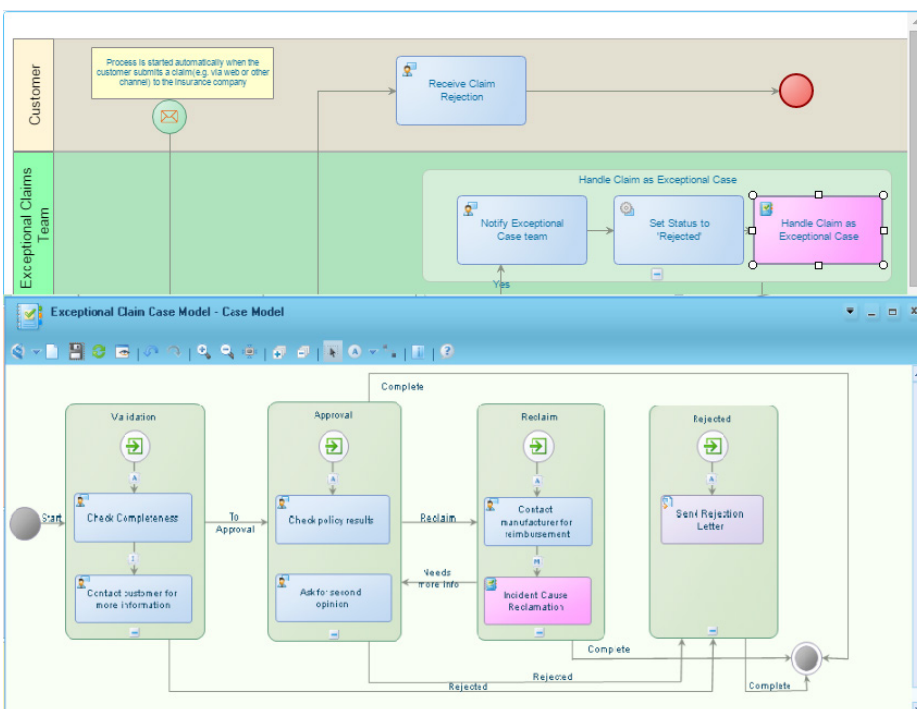 Process is started automatically when the
customer submits a claim(e.g. via web or other
channel) to the insurance company
Customer
Receive Claim
Rejection
Exceptional Claims
Team
Handle Claim as Exceptional Case
Notify Exceptional
Case team
Set Status to
'Rejected'
Handle Claim as
Exceptional Case
Yes
Exceptional Claim Case Model - Case Model
Complete
Validation
Approval
Reclaim
Rejected
A
A
A
A
Start
Check Completeness
To
Approval
Check policy results
Reclaim
Contact
manufacturer for
reimbursement
Send Rejection
Letter
M
Needs
more info
Contact customer for
more information
Ask for second
opinion
Incident Cause
Reclamation
Complete
Rejected
Rejected
Complete